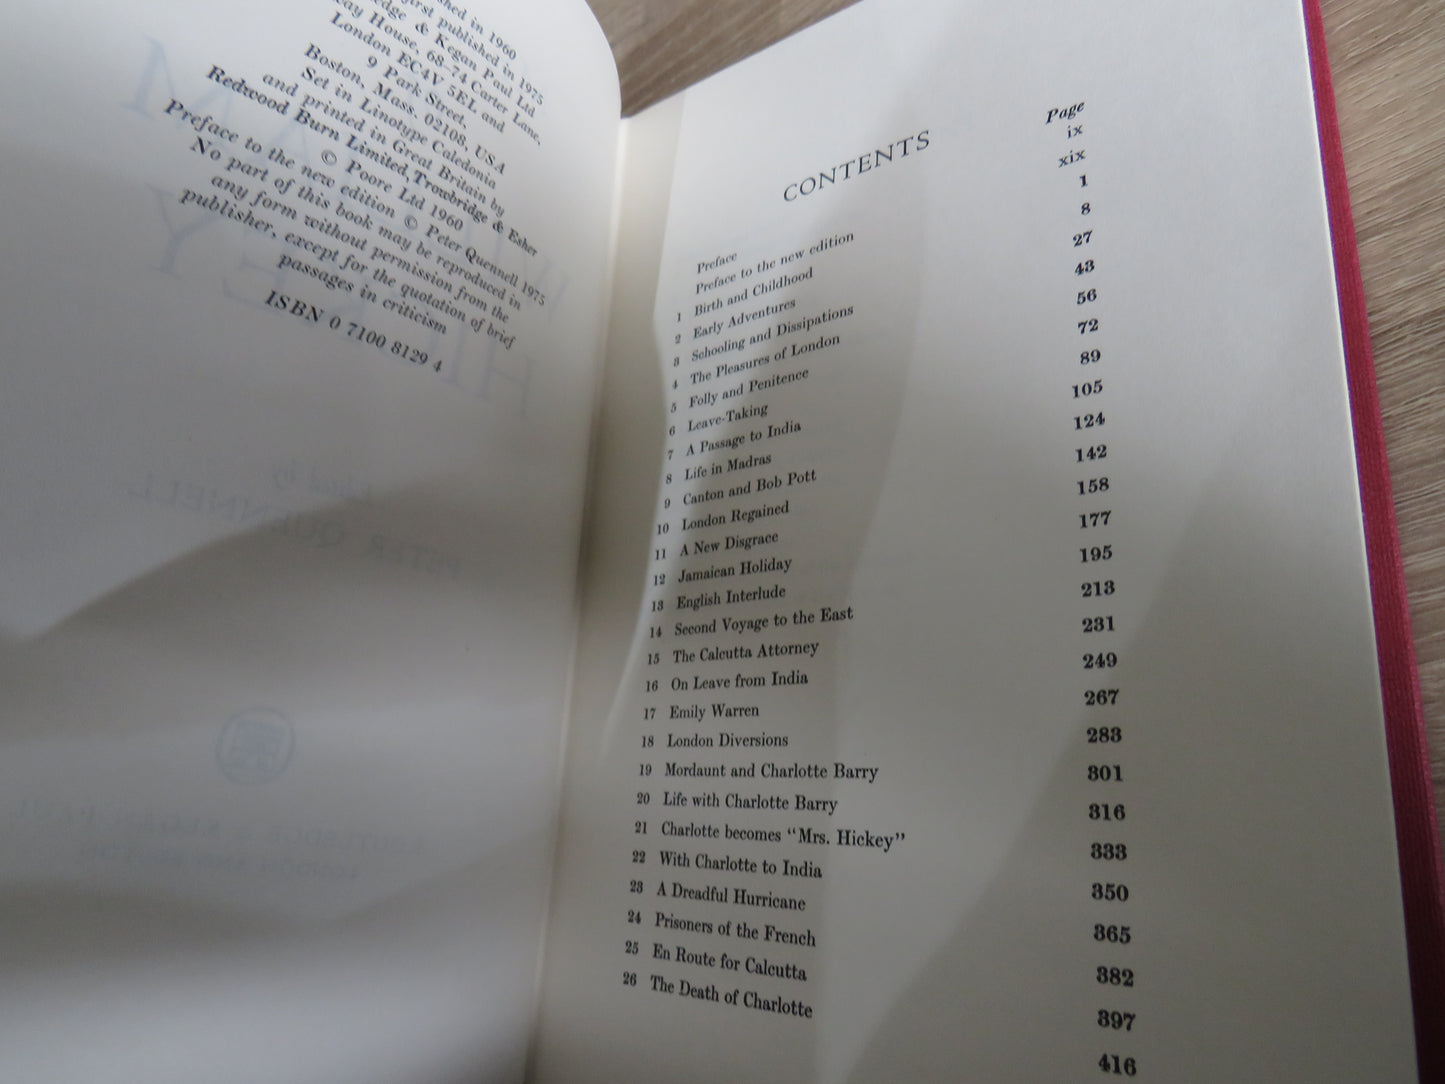 in 1960
first published in 1975
& Kegan Paul Ltd
House, 68–74 Carter Lane,
London EC4V 5EL and
9 Park Street,
Boston, Mass. 02108, USA
Set in Linotype Caledonia
and printed in Great Britain by
Redwood Burn Limited, Trowbridge & Esher
© Poore Ltd 1960
Preface to the new edition © Peter Quennell 1975
No part of this book may be reproduced in
any form without permission from the
publisher, except for the quotation of brief
passages in criticism
ISBN 0 7100 8129 4
CONTENTS
Page
Preface ix
Preface to the new edition xix
1 Birth and Childhood 1
2 Early Adventures 8
3 Schooling and Dissipations 27
4 The Pleasures of London 43
5 Folly and Penitence 56
6 Leave-Taking 72
7 A Passage to India 89
8 Life in Madras 105
9 Canton and Bob Pott 124
10 London Regained 142
11 A New Disgrace 158
12 Jamaican Holiday 177
13 English Interlude 195
14 Second Voyage to the East 213
15 The Calcutta Attorney 231
16 On Leave from India 249
17 Emily Warren 267
18 London Diversions 283
19 Mordaunt and Charlotte Barry 301
20 Life with Charlotte Barry 316
21 Charlotte becomes “Mrs. Hickey” 333
22 With Charlotte to India 350
23 A Dreadful Hurricane 365
24 Prisoners of the French 382
25 En Route for Calcutta 397
26 The Death of Charlotte 416